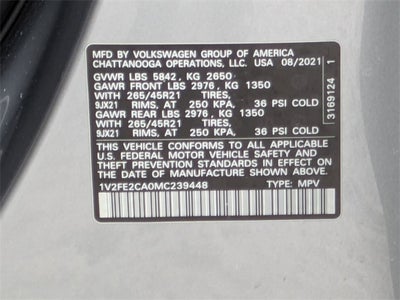 MFD BY VOLKSWAGEN GROUP OF AMERICA
CHATTANOOGA OPERATIONS, LLC. USA 08/2021
GVWR LBS 5842, KG 2650
GAWR FRONT LBS 2976, KG 1350
WITH 265/45R21 TIRES,
9JX21 RIMS, AT 250 KPA, 36 PSI COLD
GAWR REAR LBS 2976, KG 1350
WITH 265/45R21 TIRES,
9JX21 RIMS, AT 250 KPA, 36 PSI COLD
THIS VEHICLE CONFORMS TO ALL APPLICABLE
U.S. FEDERAL MOTOR VEHICLE SAFETY AND
THEFT PREVENTION STANDARDS IN EFFECT ON
THE DATE OF MANUFACTURE SHOWN ABOVE.
1V2FE2CA0MC239448 TYPE: MPV
3169124 1